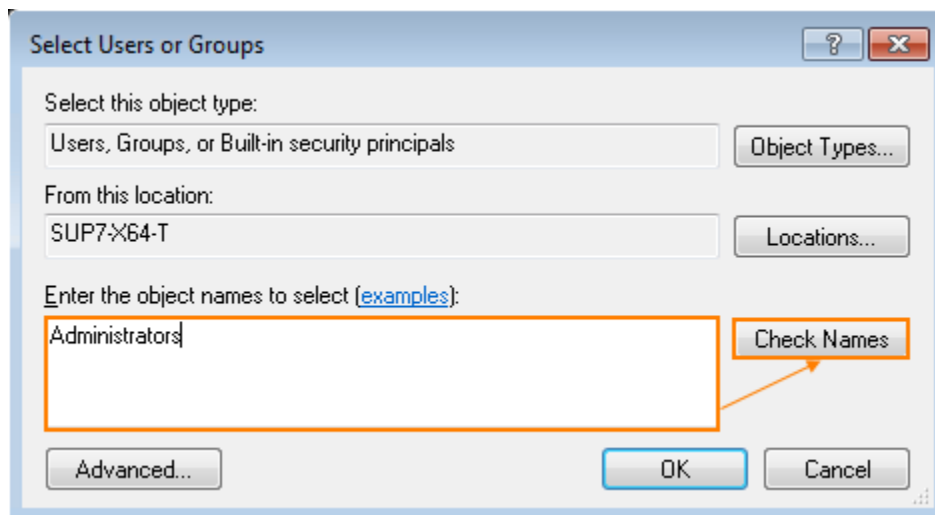 Select Users or Groups
?
Select this object type:
Users, Groups, or Built-in security principals
Object Types...
From this location:
SUP7-X64-T
Locations...
Enter the object names to select (examples):
Administrators
Check Names
Advanced...
OK
Cancel